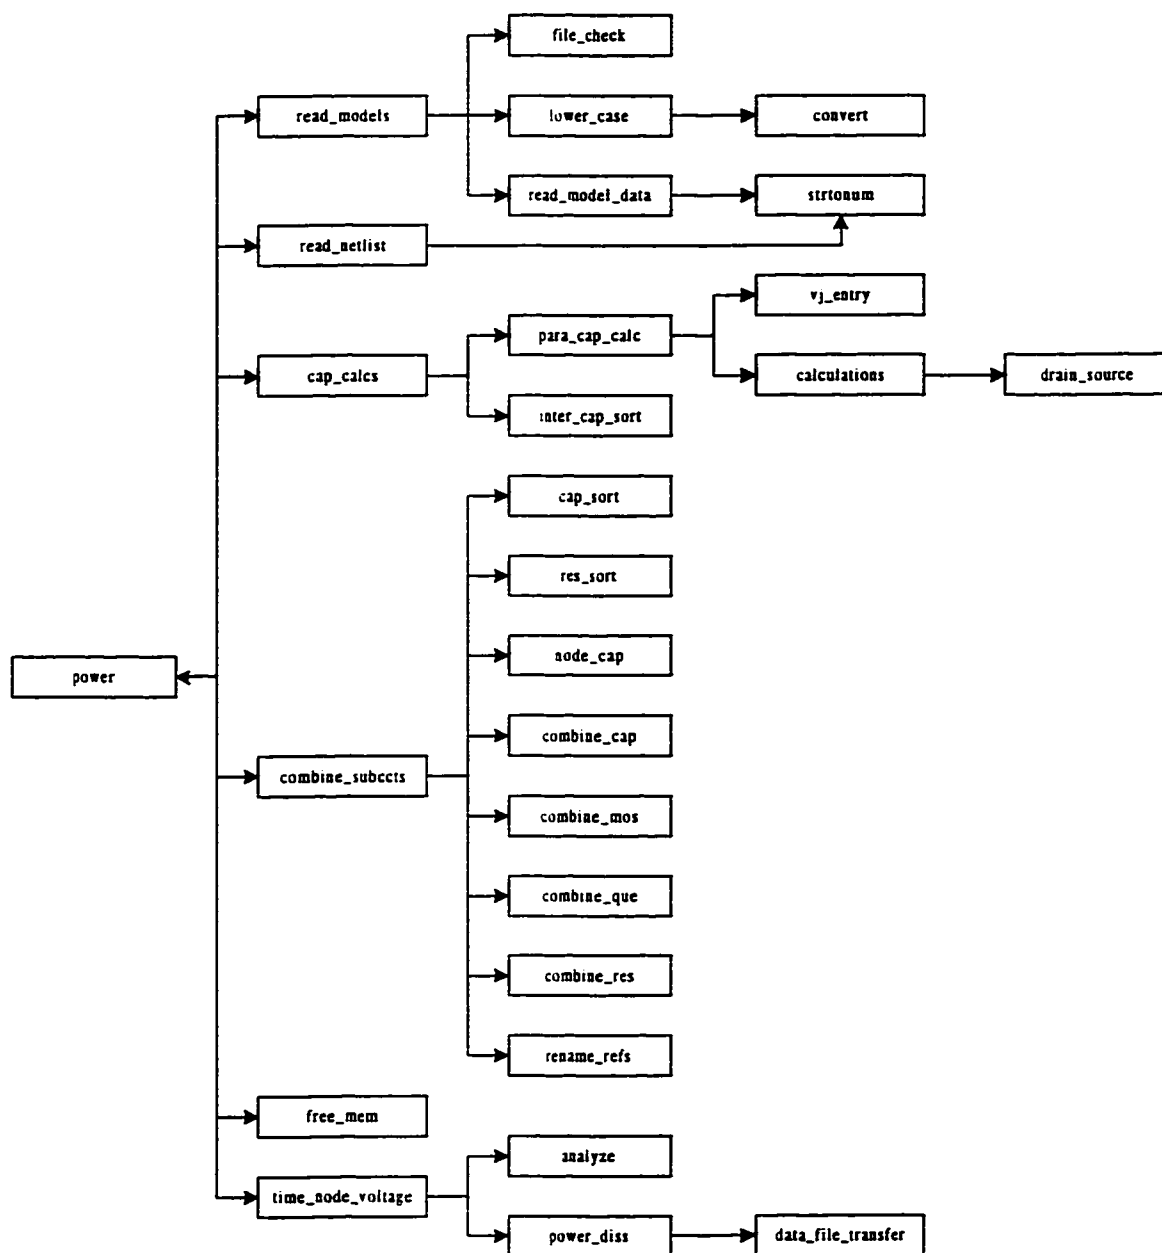 file_check
read_models
lower_case
convert
read_model_data
strtonum
read_netlist
vj_entry
para_cap_calc
cap_calcs
calculations
drain_source
inter_cap_sort
cap_sort
res_sort
node_cap
power
combine_cap
combine_subccts
combine_mos
combine_que
combine_res
rename_refs
free_mem
analyze
time_node_voltage
power_diss
data_file_transfer